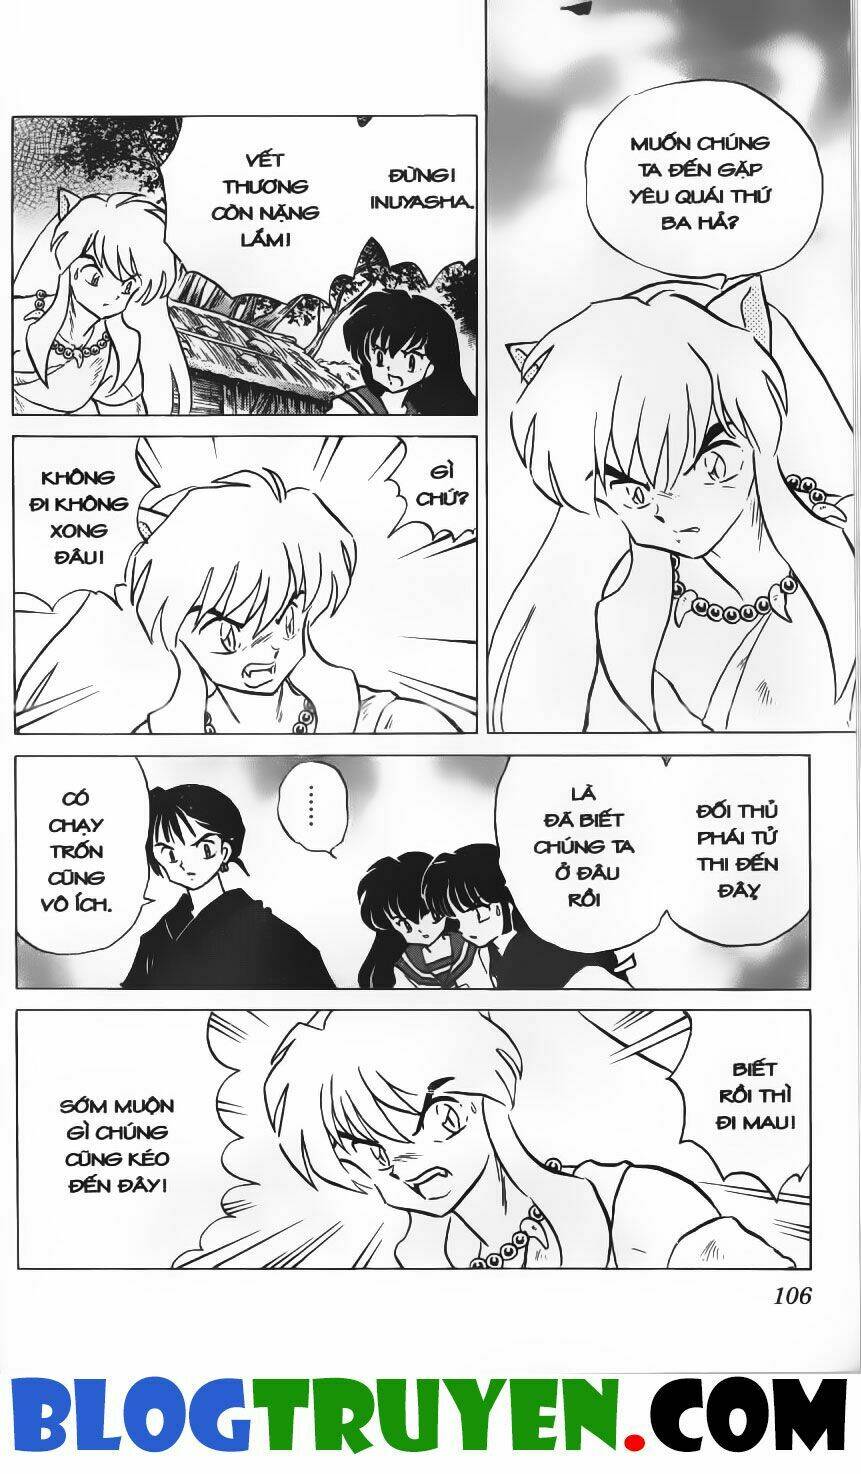 MUỐN CHÚNG
TA ĐẾN GẶP
YÊU QUÁI THỨ
BA HẢ?
ĐỪNG!
INUYASHA.
VẾT
THƯƠNG
CÒN NẶNG
LẮM!
GÌ
CHỨ?
KHÔNG
ĐI KHÔNG
XONG
ĐÂU!
ĐỐI THỦ
PHÁI TỬ
THI ĐẾN
ĐÂY,
LÀ
ĐÃ BIẾT
CHÚNG TA
Ở ĐÂU
RỒI
......
CÓ
CHẠY
TRỐN
CŨNG
VÔ ÍCH.
BIẾT
RỒI THÌ
ĐI MAU!
SỚM MUỘN
GÌ CHÚNG
CŨNG KÉO
ĐẾN ĐÂY!
106
BLOGTRUYEN.COM